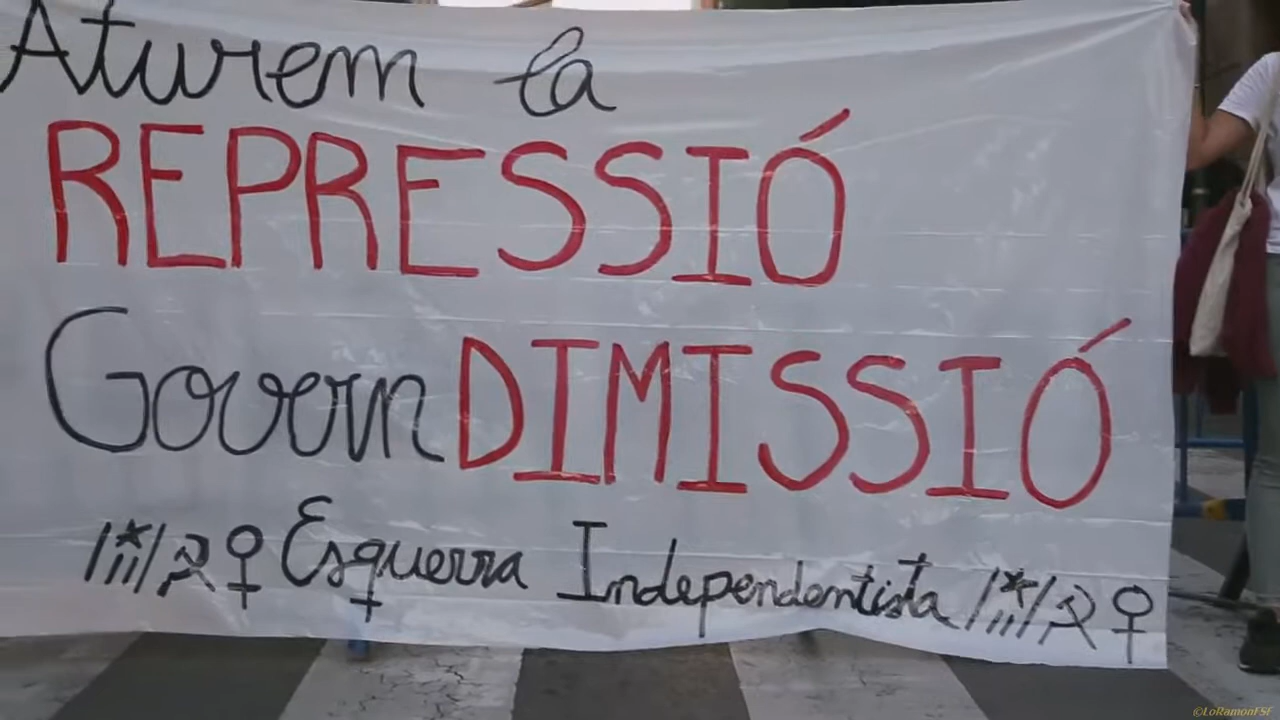 Aturem la
REPRESSIÓ
Govern DIMISSIÓ
Esquerra Independentista
©LoRamonFSF